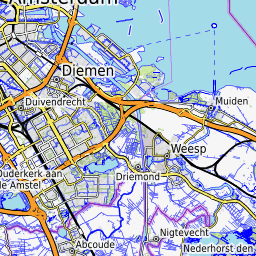 Amsterdam
Diemen
Duivendrecht
Muiden
Weesp
Ouderkerk aan
de Amstel
Driemond
Nigtevecht
Abcoude
Nederhorst den